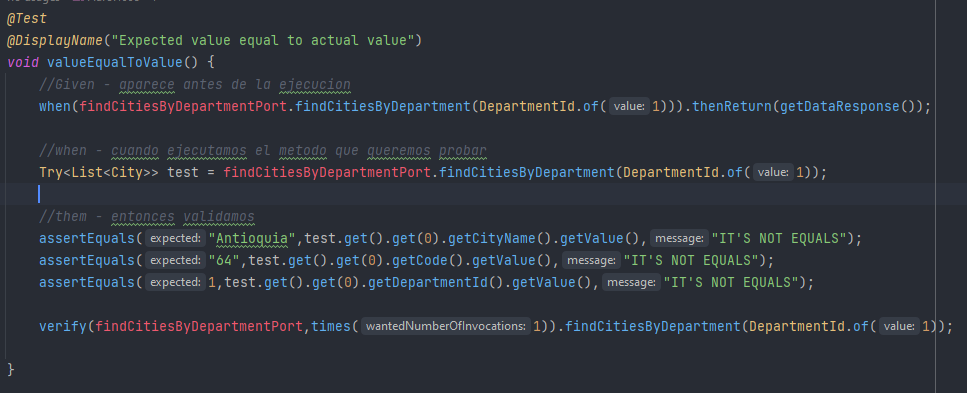 @Test
@DisplayName("Expected value equal to actual value")
void valueEqualToValue() {
//Given - aparece antes de la ejecucion
when(findCitiesByDepartmentPort.findCitiesByDepartment(DepartmentId.of( value: 1))).thenReturn(getDataResponse());
//when - cuando ejecutamos el metodo que queremos probar
Try<List<City>> test = findCitiesByDepartmentPort.findCitiesByDepartment(DepartmentId.of( value: 1));
//them - entonces validamos
assertEquals( expected: "Antioquia",test.get().get(0).getCityName().getValue(), message: "IT'S NOT EQUALS");
assertEquals( expected: "64",test.get().get(0).getCode().getValue(), message: "IT'S NOT EQUALS");
assertEquals( expected: 1,test.get().get(0).getDepartmentId().getValue(), message: "IT'S NOT EQUALS");
verify(findCitiesByDepartmentPort,times( wantedNumberOfInvocations: 1)).findCitiesByDepartment(DepartmentId.of( value: 1));
}